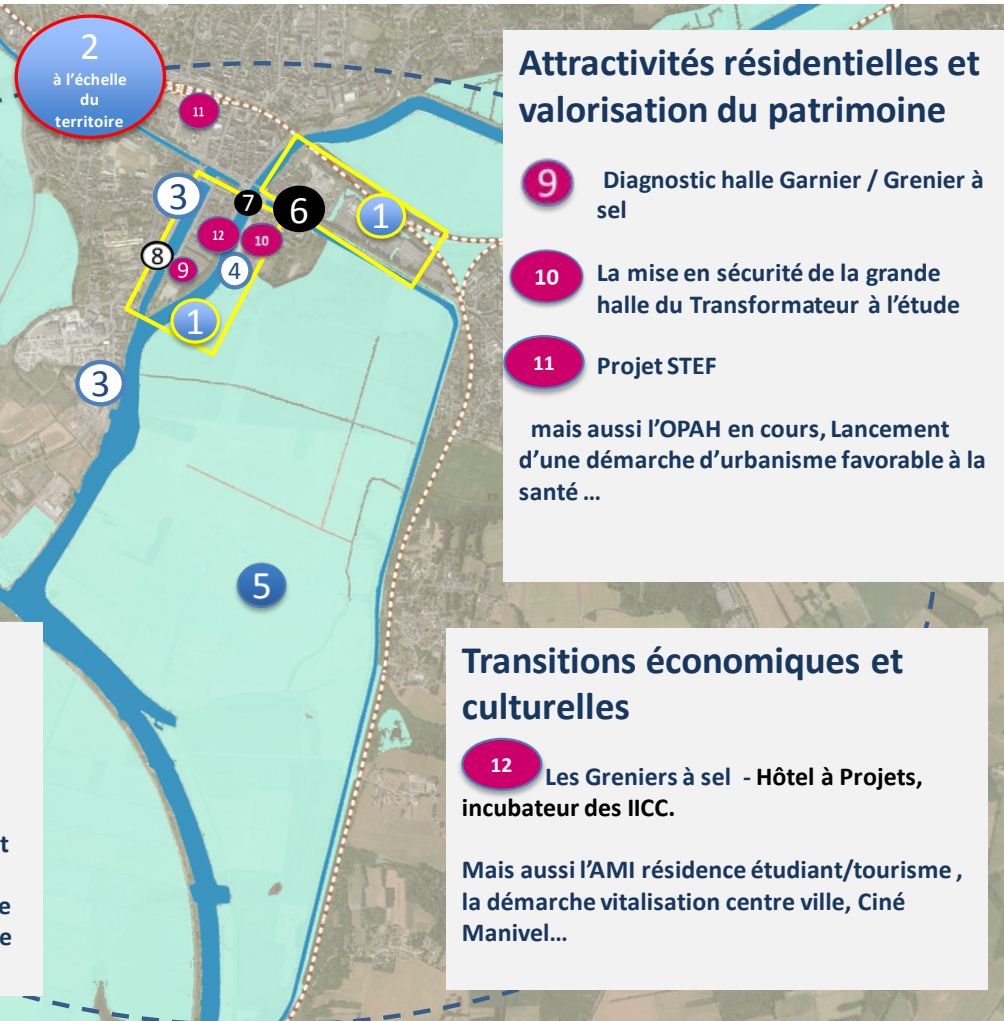 2
à l’échelle
du
territoire
11
3
7
6
1
12
10
8
9
4
1
3
5
Attractivités résidentielles et
valorisation du patrimoine
9 Diagnostic halle Garnier / Grenier à
sel
10 La mise en sécurité de la grande
halle du Transformateur à l’étude
11 Projet STEF
mais aussi l’OPAH en cours, Lancement
d’une démarche d’urbanisme favorable à la
santé ...
Transitions économiques et
culturelles
12 Les Greniers à sel - Hôtel à Projets,
incubateur des IICC.
Mais aussi l’AMI résidence étudiant/tourisme ,
la démarche vitalisation centre ville, Ciné
Manivel...
t
e
e